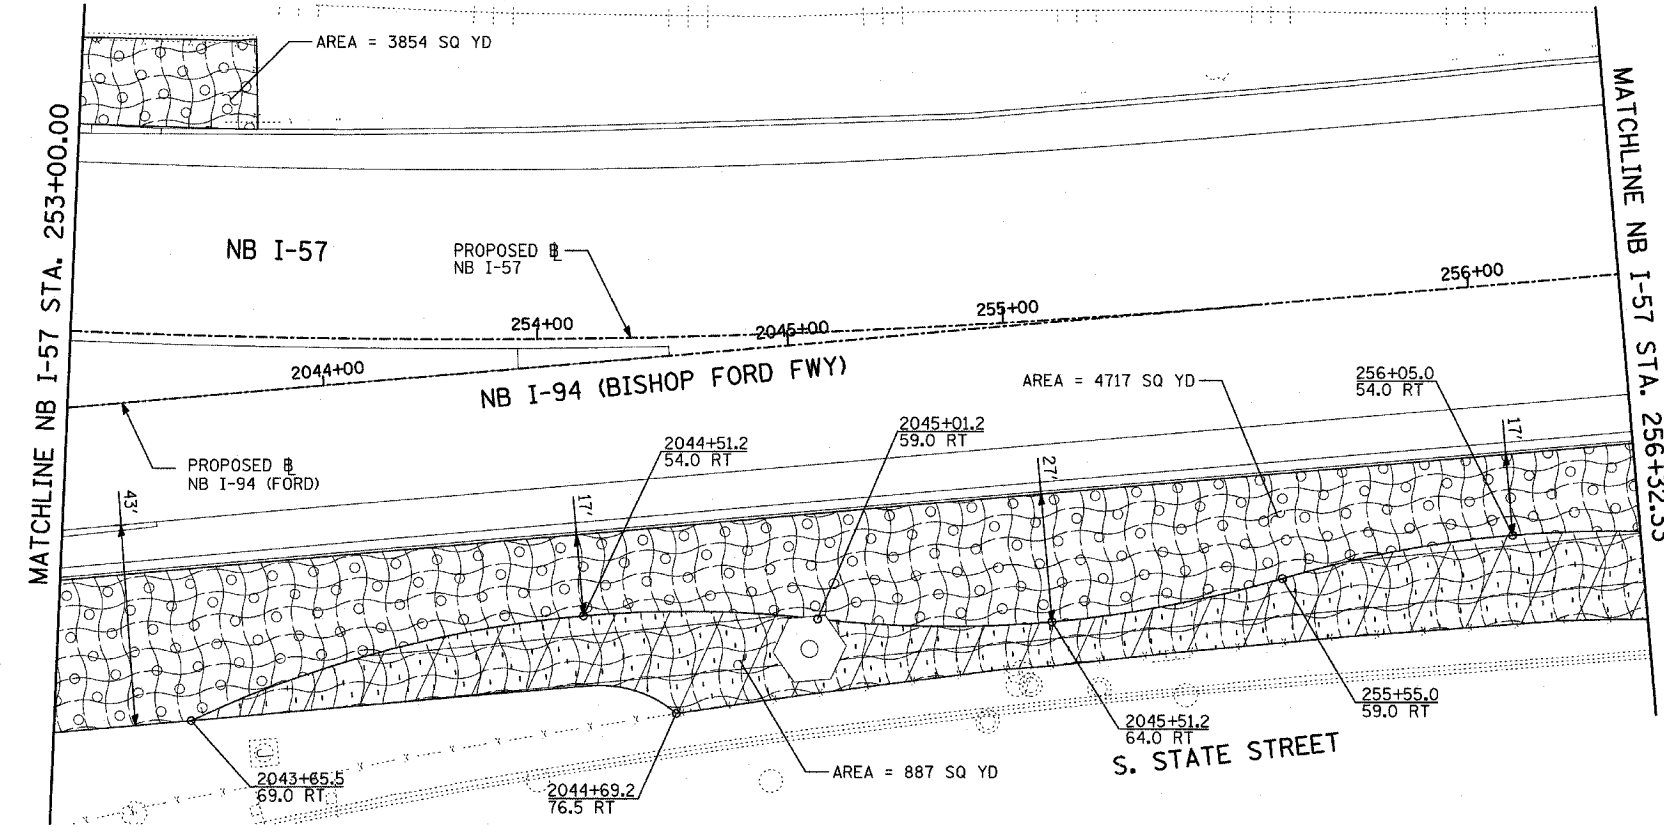 AREA = 3854 SQ YD
MATCHLINE NB I-57 STA. 253+00.00
MATCHLINE NB I-57 STA. 256+32.33
NB I-57
PROPOSED ℄
NB I-57
254+00
2045+00
255+00
256+00
2044+00
NB I-94 (BISHOP FORD FWY)
AREA = 4717 SQ YD
256+05.0
54.0 RT
2045+01.2
59.0 RT
2044+51.2
54.0 RT
PROPOSED ℄
NB I-94 (FORD)
43'
17'
27'
17'
2043+65.5
69.0 RT
2044+69.2
76.5 RT
AREA = 887 SQ YD
2045+51.2
64.0 RT
255+55.0
59.0 RT
S. STATE STREET